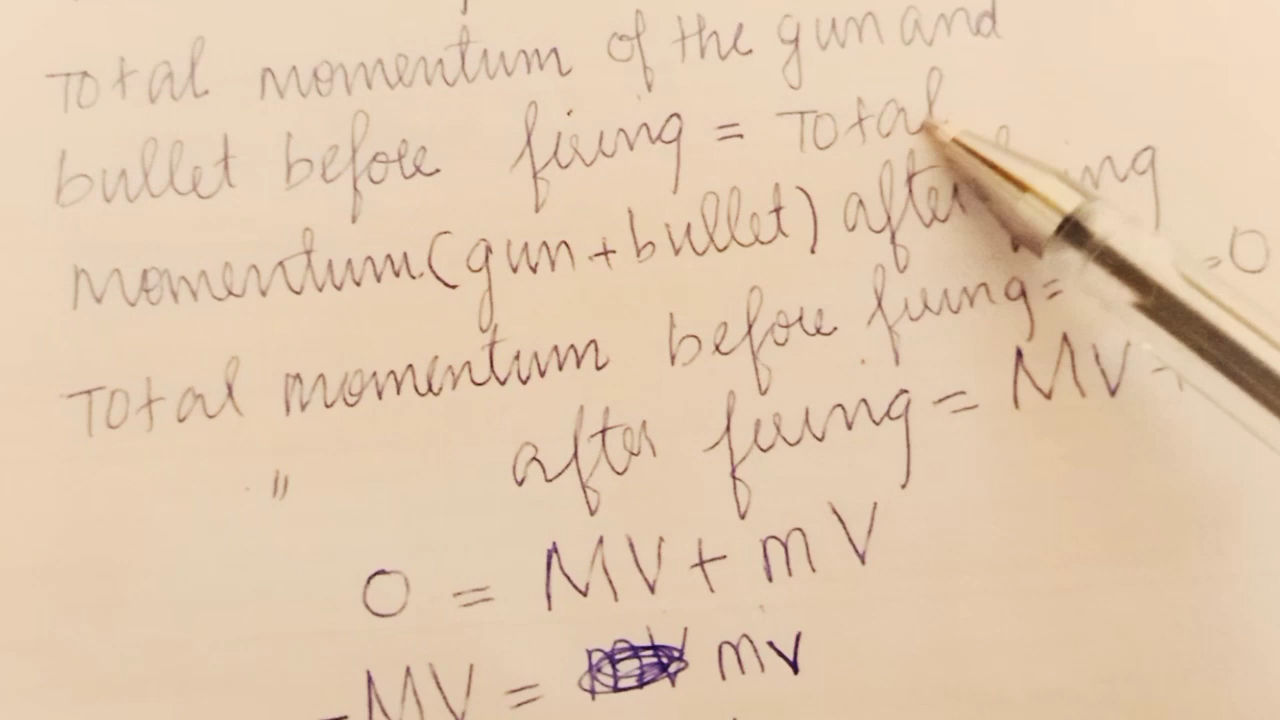 Total momentum of the gun and
bullet before firing = Total
momentum (gun + bullet) after
Total momentum before firing = =0
" after firing = MV +
0 = MV + mV
-MV = mv